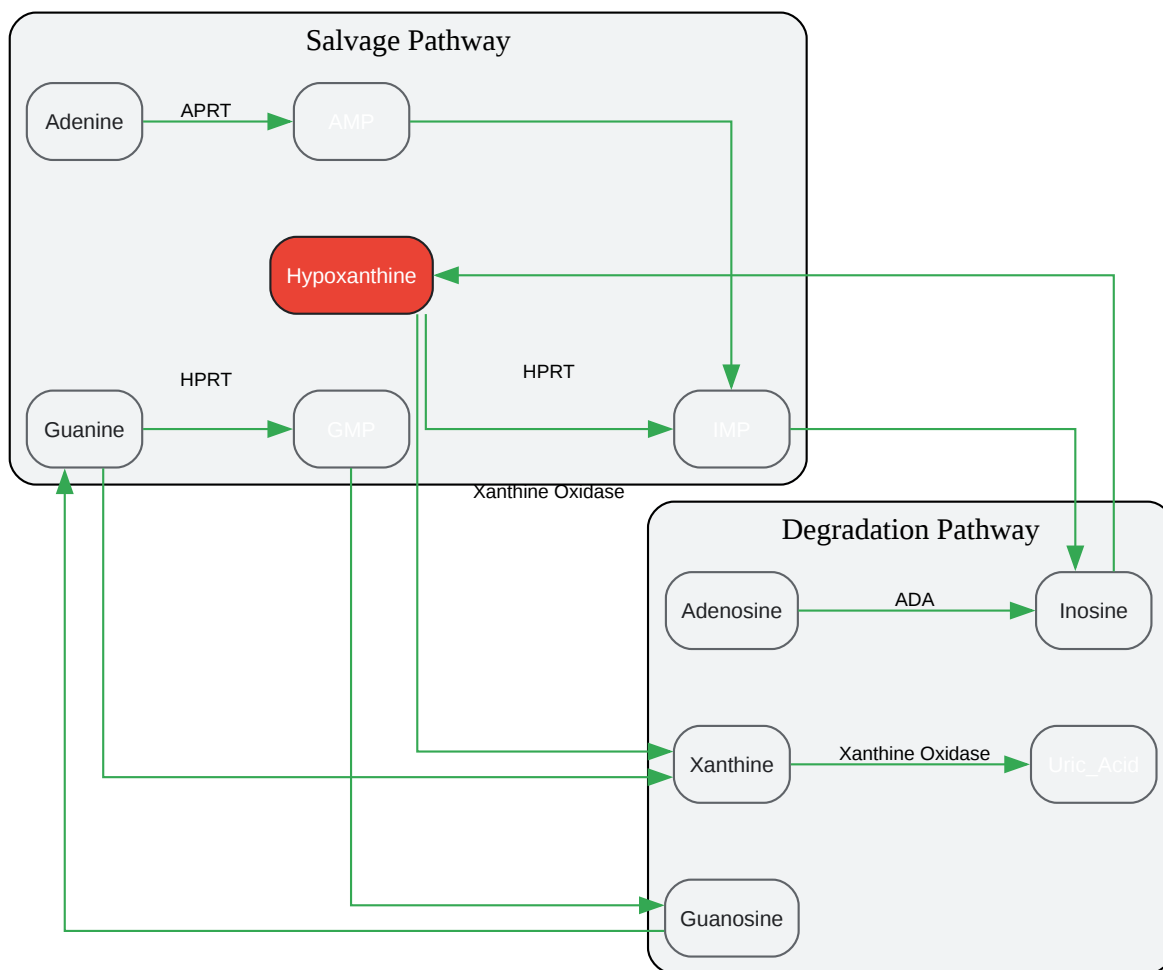 Salvage Pathway
Adenine
APRT
AMP
Hypoxanthine
HPRT
HPRT
Guanine
GMP
IMP
Xanthine Oxidase
Degradation Pathway
Adenosine
ADA
Inosine
Xanthine
Xanthine Oxidase
Uric_Acid
Guanosine